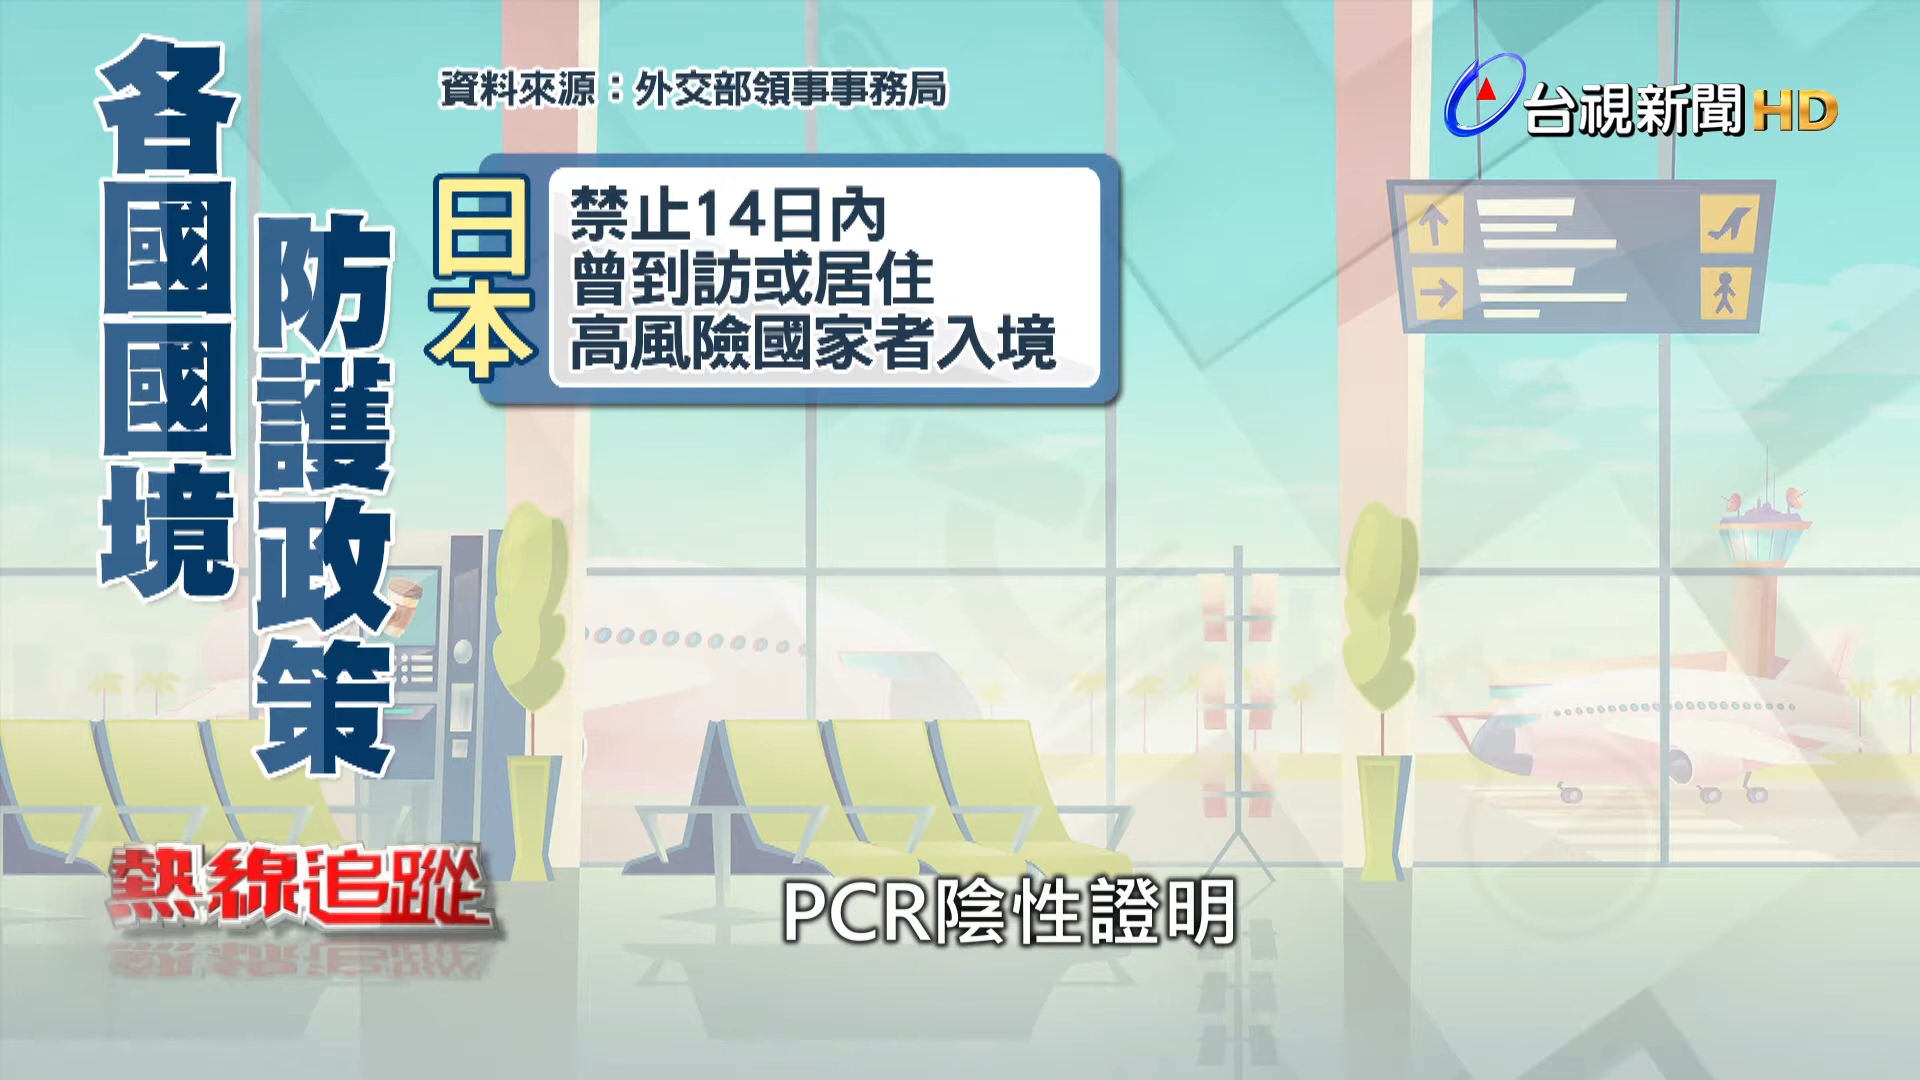 各國國境
防護政策
資料來源：外交部領事事務局
台視新聞HD
日本
禁止14日內
曾到訪或居住
高風險國家者入境
熱線追蹤
PCR陰性證明